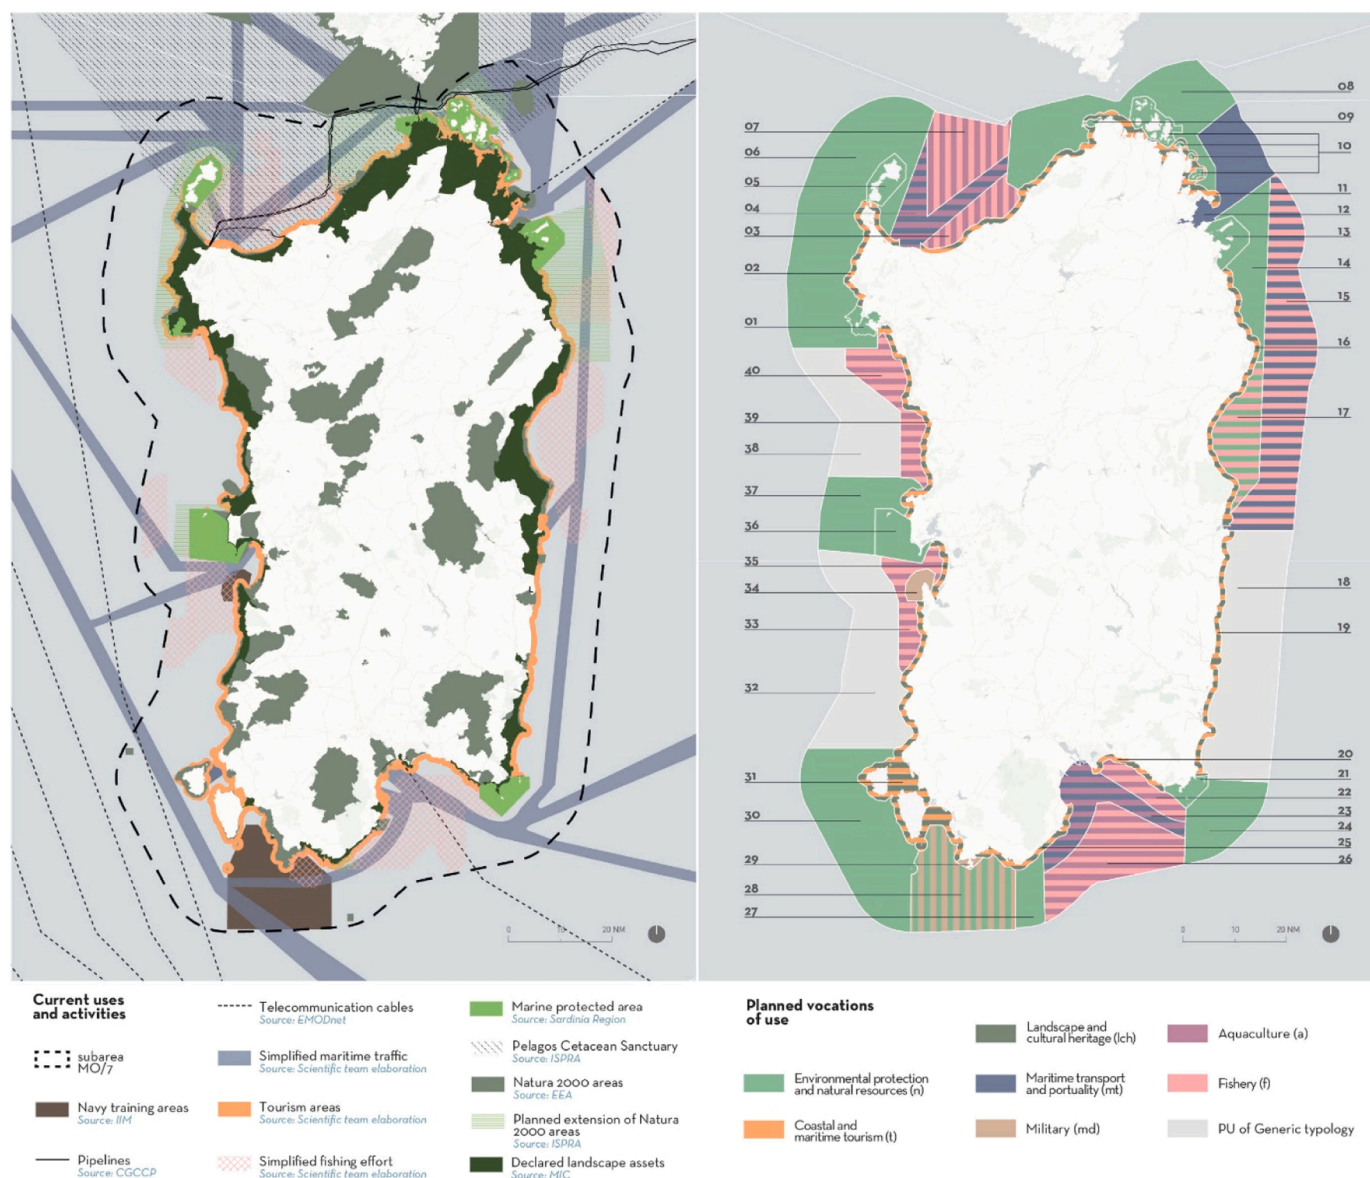 07
06
05
04
03
02
01
40
39
38
37
36
35
34
33
32
31
30
29
28
27
08
09
10
11
12
13
14
15
16
17
18
19
20
21
22
23
24
25
26
0 10 20 NM
0 10 20 NM
Current uses
and activities
subarea
MO/7
Navy training areas
Source: IIM
Pipelines
Source: CGCCP
Telecommunication cables
Source: EMODnet
Simplified maritime traffic
Source: Scientific team elaboration
Tourism areas
Source: Scientific team elaboration
Simplified fishing effort
Source: Scientific team elaboration
Marine protected area
Source: Sardinia Region
Pelagos Cetacean Sanctuary
Source: ISPRA
Natura 2000 areas
Source: EEA
Planned extension of Natura
2000 areas
Source: ISPRA
Declared landscape assets
Source: MIC
Planned vocations
of use
Environmental protection
and natural resources (n)
Coastal and
maritime tourism (t)
Landscape and
cultural heritage (lch)
Maritime transport
and portuality (mt)
Military (md)
Aquaculture (a)
Fishery (f)
PU of Generic typology